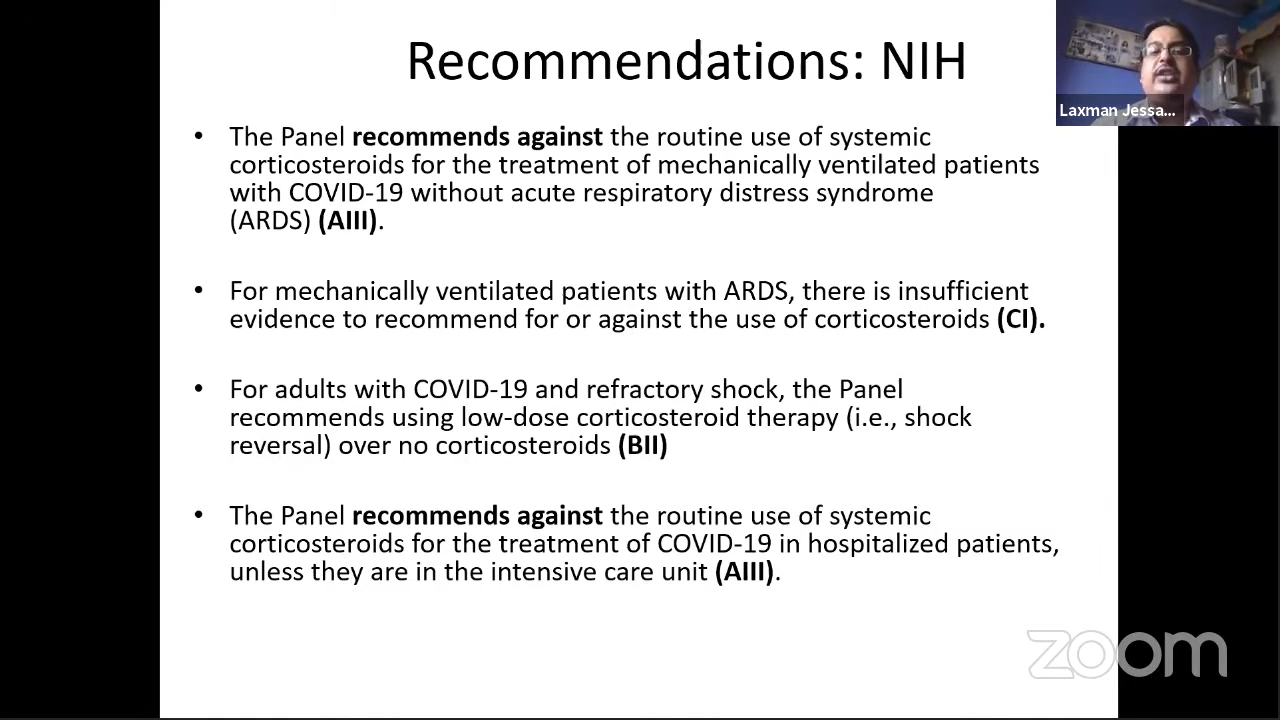 Recommendations: NIH
Laxman Jessa...
• The Panel recommends against the routine use of systemic
corticosteroids for the treatment of mechanically ventilated patients
with COVID-19 without acute respiratory distress syndrome
(ARDS) (AIII).
• For mechanically ventilated patients with ARDS, there is insufficient
evidence to recommend for or against the use of corticosteroids (CI).
• For adults with COVID-19 and refractory shock, the Panel
recommends using low-dose corticosteroid therapy (i.e., shock
reversal) over no corticosteroids (BII)
• The Panel recommends against the routine use of systemic
corticosteroids for the treatment of COVID-19 in hospitalized patients,
unless they are in the intensive care unit (AIII).
zoom